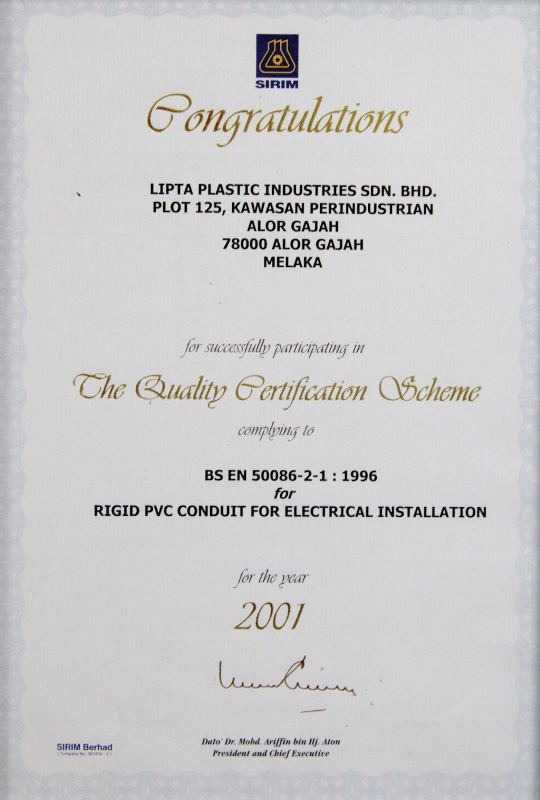 SIRIM
Congratulations
LIPTA PLASTIC INDUSTRIES SDN. BHD.
PLOT 125, KAWASAN PERINDUSTRIAN
ALOR GAJAH
78000 ALOR GAJAH
MELAKA
for successfully participating in
The Quality Certification Scheme
complying to
BS EN 50086-2-1 : 1996
for
RIGID PVC CONDUIT FOR ELECTRICAL INSTALLATION
for the year
2001
SIRIM Berhad
Dato' Dr. Mohd. Ariffin bin Hj. Aton
President and Chief Executive